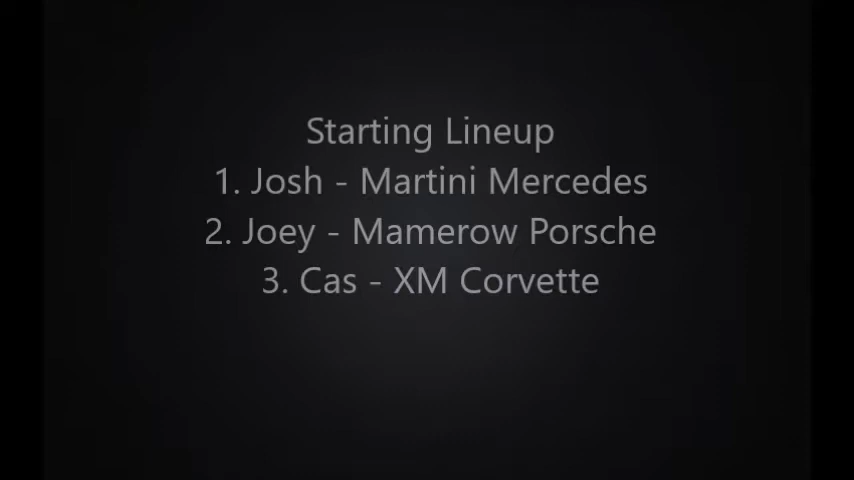 Starting Lineup
1. Josh - Martini Mercedes
2. Joey - Mamerow Porsche
3. Cas - XM Corvette